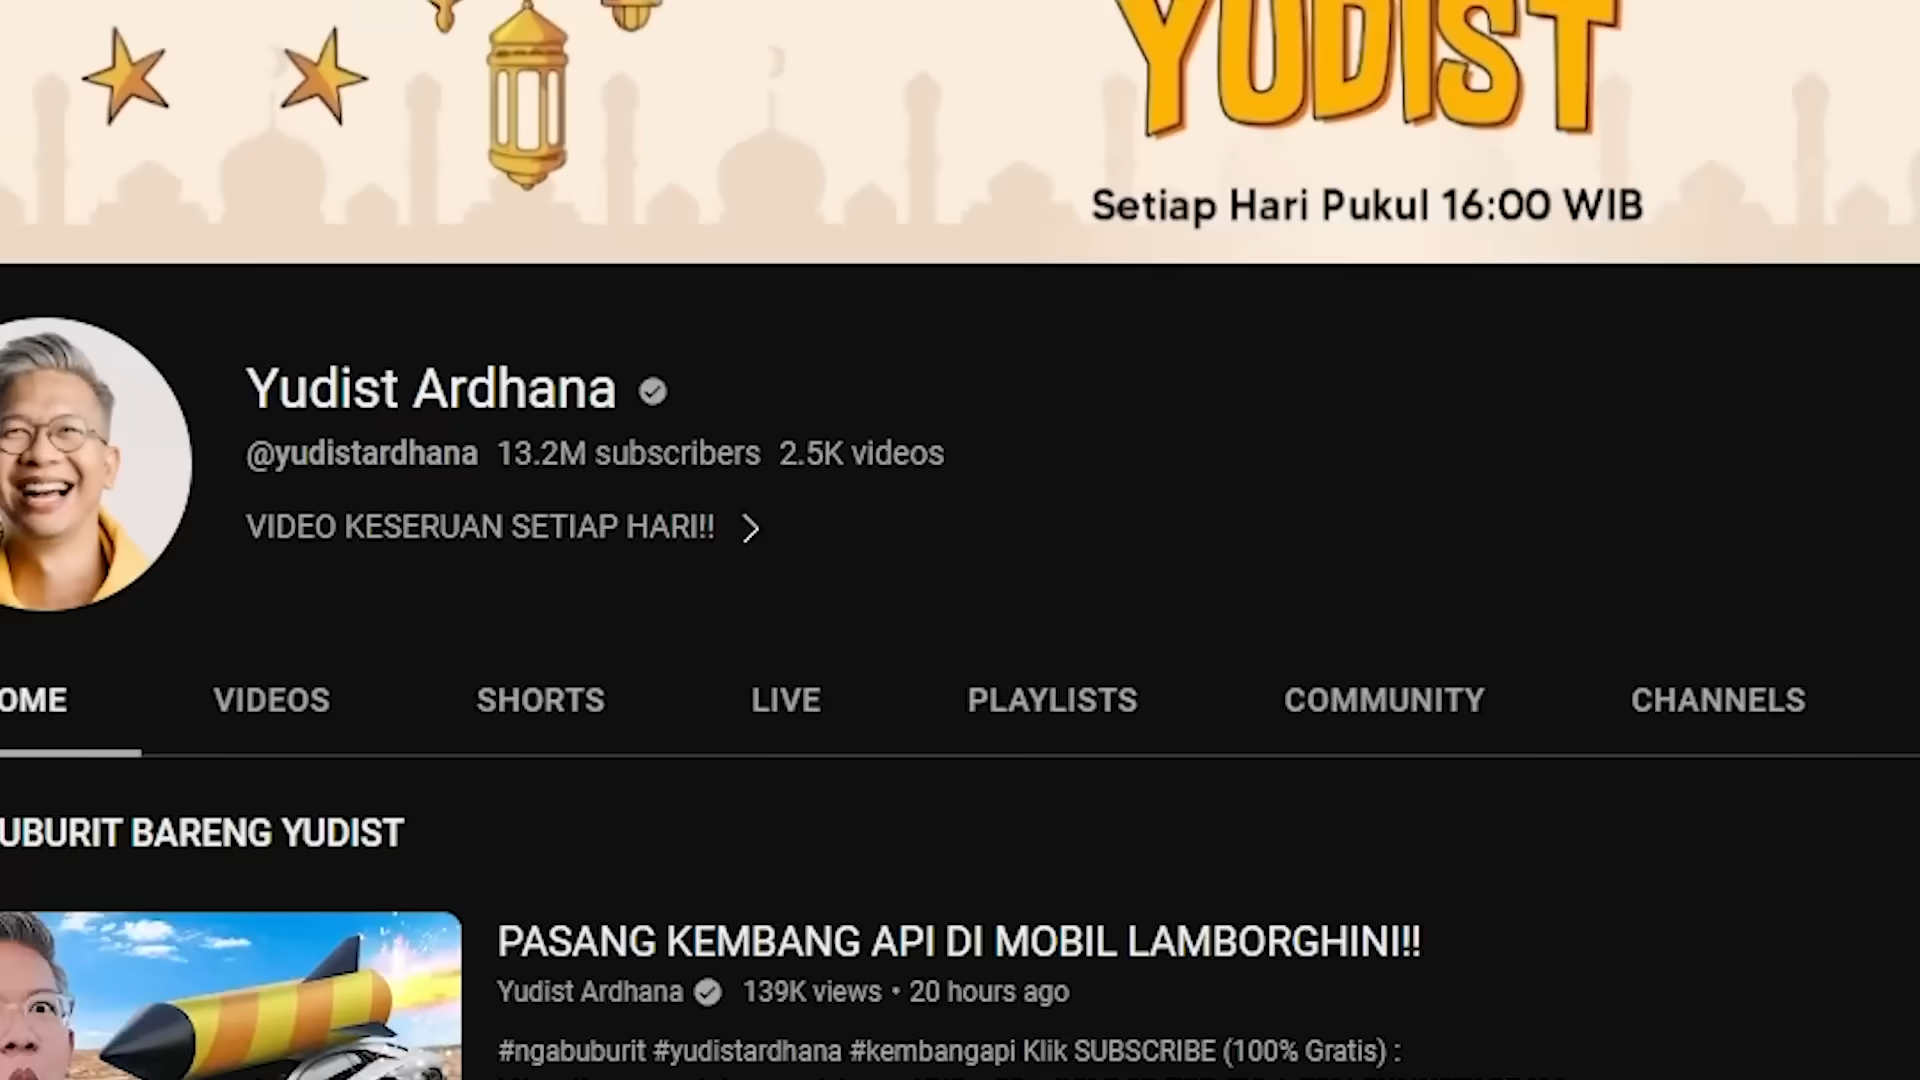 YUDIST
Setiap Hari Pukul 16:00 WIB
Yudist Ardhana
@yudistardhana 13.2M subscribers 2.5K videos
VIDEO KESERUAN SETIAP HARI!!
OME VIDEOS SHORTS LIVE PLAYLISTS COMMUNITY CHANNELS
UBURIT BARENG YUDIST
PASANG KEMBANG API DI MOBIL LAMBORGHINI!!
Yudist Ardhana 139K views • 20 hours ago
#ngabuburit #yudistardhana #kembangapi Klik SUBSCRIBE (100% Gratis) :